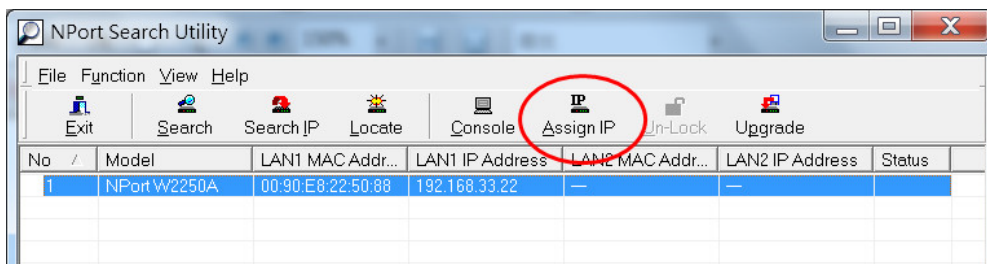 NPort Search Utility
File Function View Help
Exit Search Search IP Locate Console Assign IP Un-Lock Upgrade
No Model LAN1 MAC Addr... LAN1 IP Address LAN2 MAC Addr... LAN2 IP Address Status
1 NPort W2250A 00:90:E8:22:50:88 192.168.33.22 — —